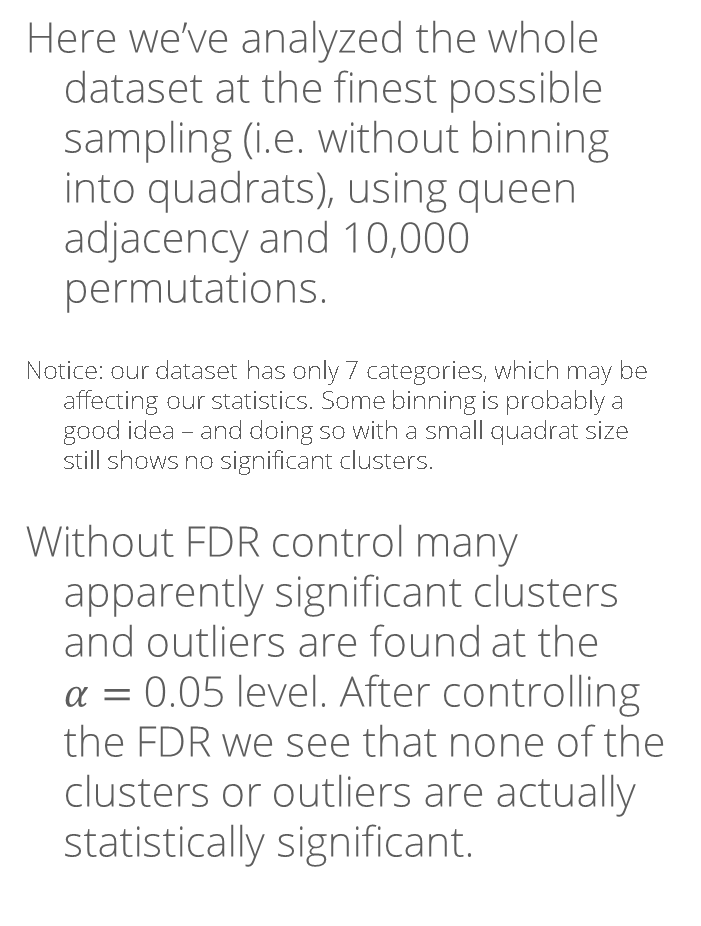 Here we’ve analyzed the whole
dataset at the finest possible
sampling (i.e. without binning
into quadrats), using queen
adjacency and 10,000
permutations.
Notice: our dataset has only 7 categories, which may be
affecting our statistics. Some binning is probably a
good idea – and doing so with a small quadrat size
still shows no significant clusters.
Without FDR control many
apparently significant clusters
and outliers are found at the
α = 0.05 level. After controlling
the FDR we see that none of the
clusters or outliers are actually
statistically significant.